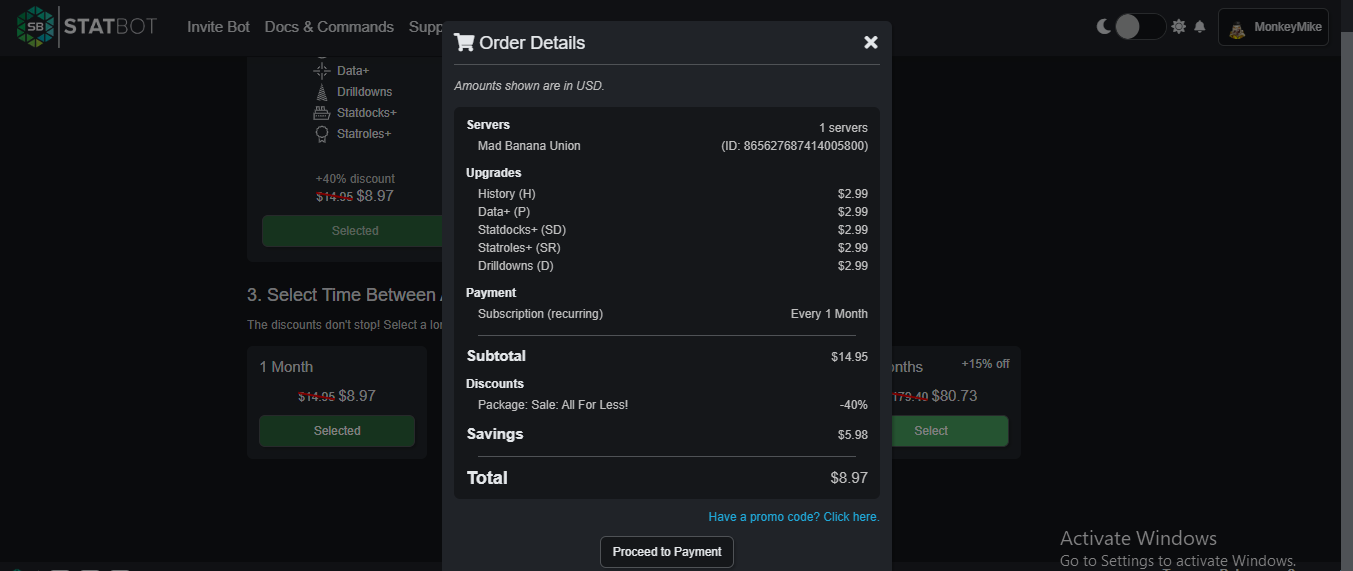 SB STATBOT Invite Bot Docs & Commands Supp MonkeyMike
Data+
Drilldowns
Statdocks+
Statroles+
+40% discount
$14.95 $8.97
Selected
3. Select Time Between
The discounts don't stop! Select a lon
1 Month
$14.95 $8.97
Selected
Order Details
Amounts shown are in USD.
Servers 1 servers
Mad Banana Union (ID: 865627687414005800)
Upgrades
History (H) $2.99
Data+ (P) $2.99
Statdocks+ (SD) $2.99
Statroles+ (SR) $2.99
Drilldowns (D) $2.99
Payment
Subscription (recurring) Every 1 Month
Subtotal $14.95
Discounts
Package: Sale: All For Less! -40%
Savings $5.98
Total $8.97
Have a promo code? Click here.
Proceed to Payment
onths +15% off
179.40 $80.73
Select
Activate Windows
Go to Settings to activate Windows.